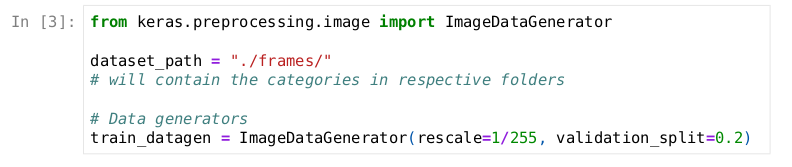 In [3]: from keras.preprocessing.image import ImageDataGenerator
dataset_path = "./frames/"
# will contain the categories in respective folders
# Data generators
train_datagen = ImageDataGenerator(rescale=1/255, validation_split=0.2)